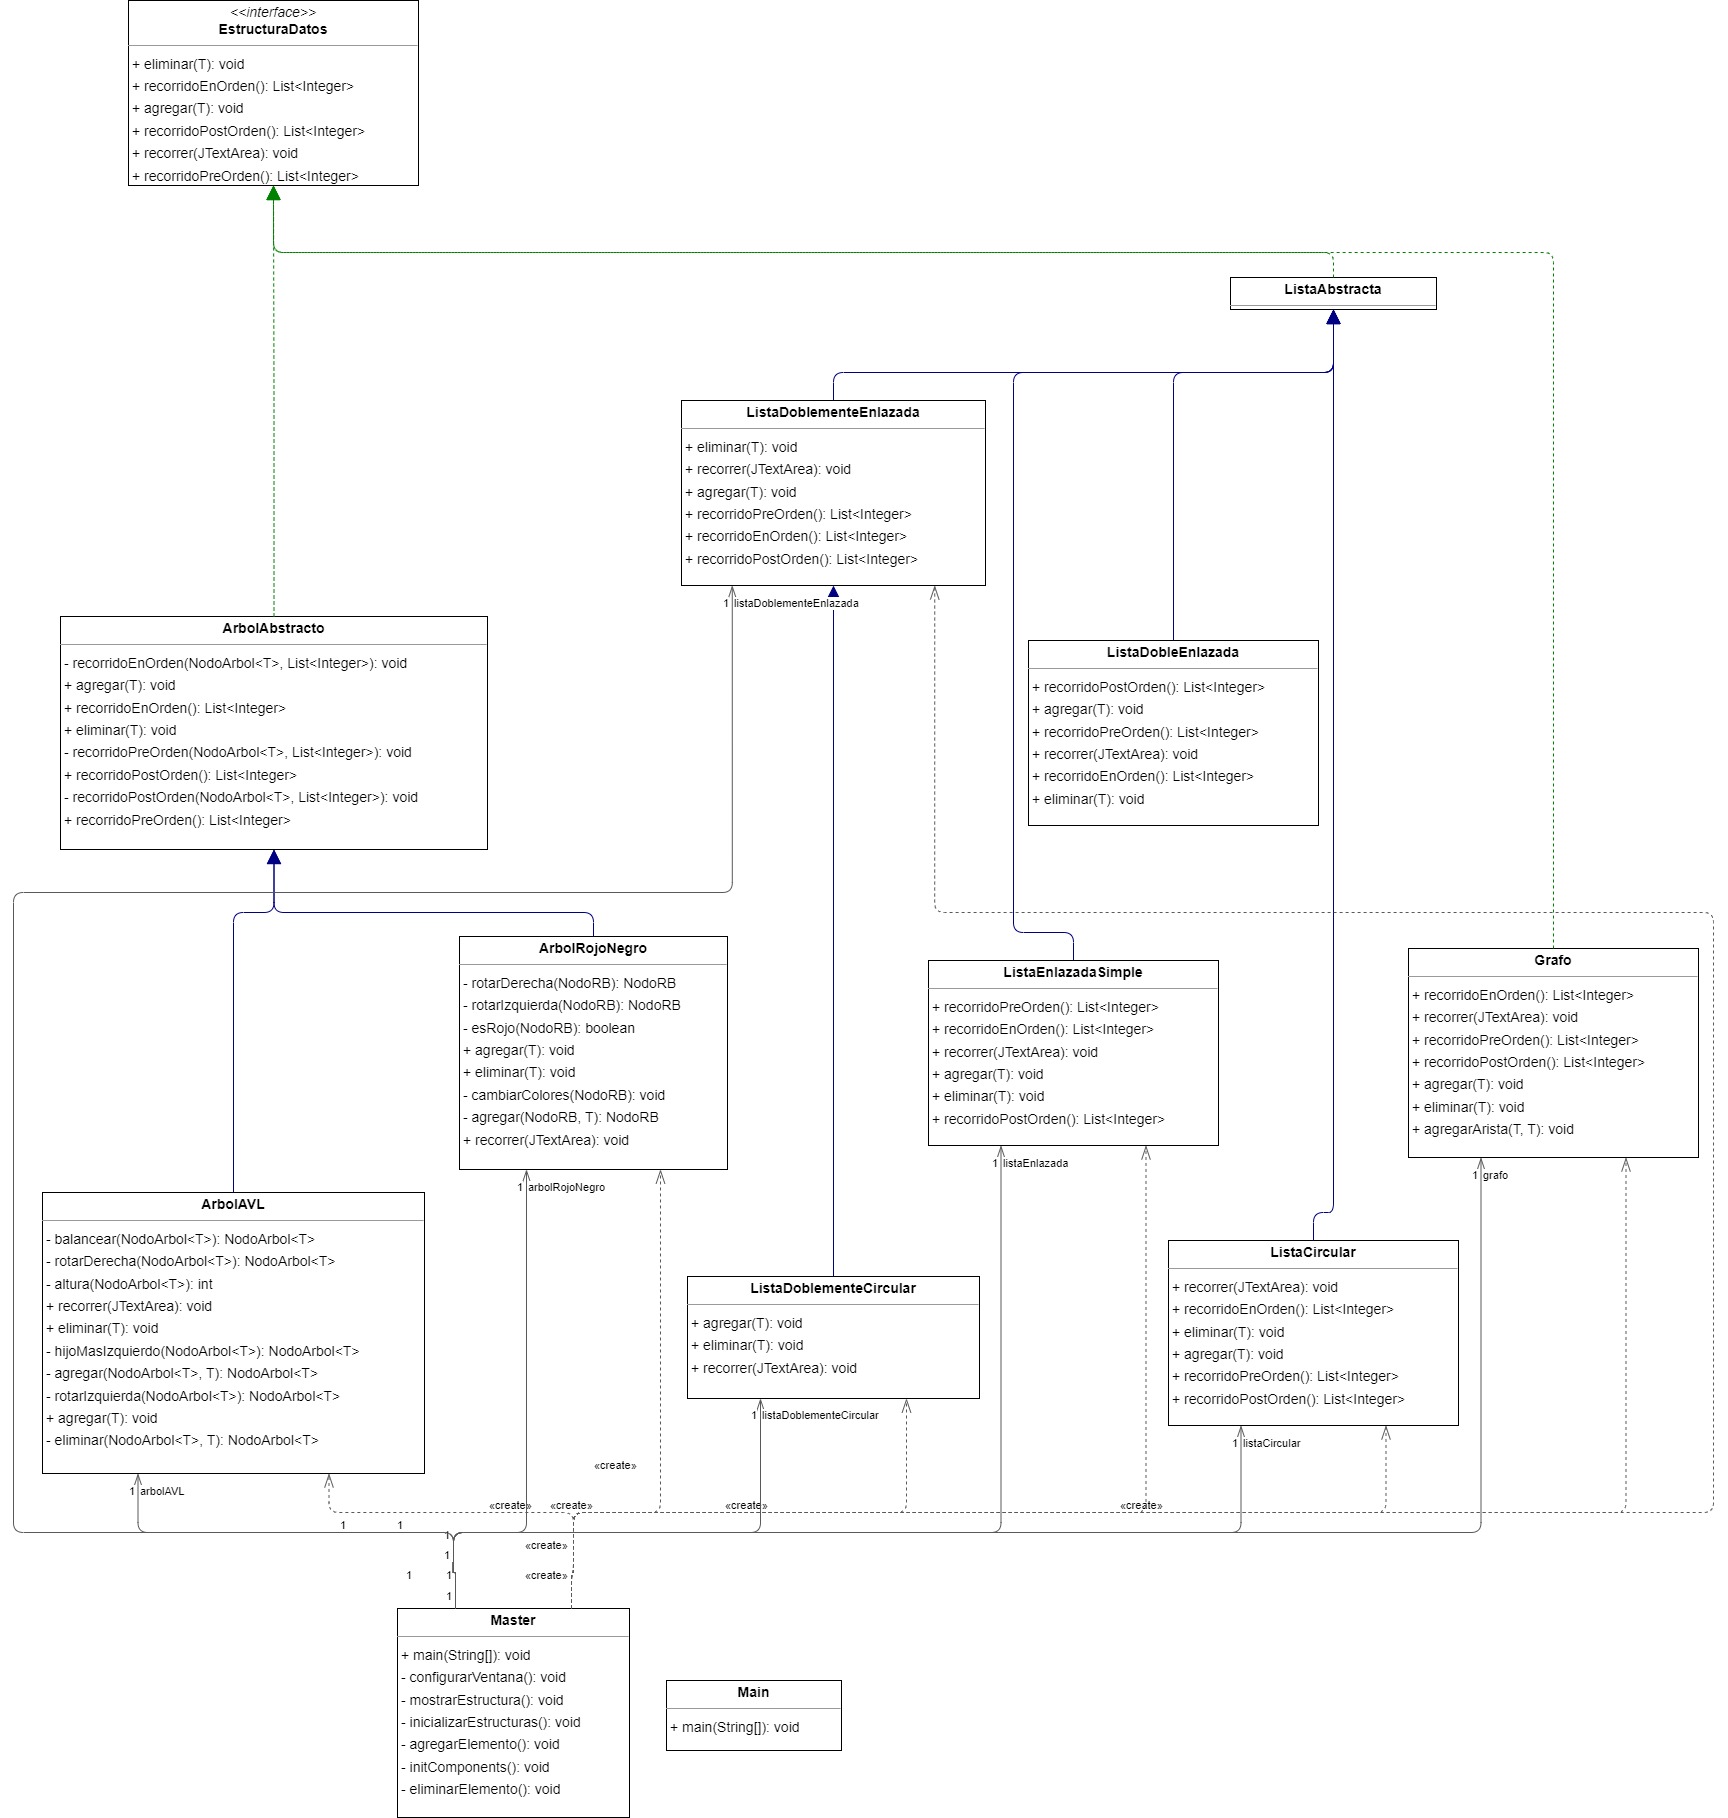 <<interface>>
EstructuraDatos
+ eliminar(T): void
+ recorridoEnOrden(): List<Integer>
+ agregar(T): void
+ recorridoPostOrden(): List<Integer>
+ recorrer(JTextArea): void
+ recorridoPreOrden(): List<Integer>
ListaAbstracta
ListaDoblementeEnlazada
+ eliminar(T): void
+ recorrer(JTextArea): void
+ agregar(T): void
+ recorridoPreOrden(): List<Integer>
+ recorridoEnOrden(): List<Integer>
+ recorridoPostOrden(): List<Integer>
1 listaDoblementeEnlazada
ArbolAbstracto
- recorridoEnOrden(NodoArbol<T>, List<Integer>): void
+ agregar(T): void
+ recorridoEnOrden(): List<Integer>
+ eliminar(T): void
- recorridoPreOrden(NodoArbol<T>, List<Integer>): void
+ recorridoPostOrden(): List<Integer>
- recorridoPostOrden(NodoArbol<T>, List<Integer>): void
+ recorridoPreOrden(): List<Integer>
ListaDobleEnlazada
+ recorridoPostOrden(): List<Integer>
+ agregar(T): void
+ recorridoPreOrden(): List<Integer>
+ recorrer(JTextArea): void
+ recorridoEnOrden(): List<Integer>
+ eliminar(T): void
ArbolRojoNegro
- rotarDerecha(NodoRB): NodoRB
- rotarIzquierda(NodoRB): NodoRB
- esRojo(NodoRB): boolean
+ agregar(T): void
+ eliminar(T): void
- cambiarColores(NodoRB): void
- agregar(NodoRB, T): NodoRB
+ recorrer(JTextArea): void
1 arbolRojoNegro
ListaEnlazadaSimple
+ recorridoPreOrden(): List<Integer>
+ recorridoEnOrden(): List<Integer>
+ recorrer(JTextArea): void
+ agregar(T): void
+ eliminar(T): void
+ recorridoPostOrden(): List<Integer>
1 listaEnlazada
Grafo
+ recorridoEnOrden(): List<Integer>
+ recorrer(JTextArea): void
+ recorridoPreOrden(): List<Integer>
+ recorridoPostOrden(): List<Integer>
+ agregar(T): void
+ eliminar(T): void
+ agregarArista(T, T): void
1 grafo
ArbolAVL
- balancear(NodoArbol<T>): NodoArbol<T>
- rotarDerecha(NodoArbol<T>): NodoArbol<T>
- altura(NodoArbol<T>): int
+ recorrer(JTextArea): void
+ eliminar(T): void
- hijoMasIzquierdo(NodoArbol<T>): NodoArbol<T>
- agregar(NodoArbol<T>, T): NodoArbol<T>
- rotarIzquierda(NodoArbol<T>): NodoArbol<T>
+ agregar(T): void
- eliminar(NodoArbol<T>, T): NodoArbol<T>
1 arbolAVL
ListaDoblementeCircular
+ agregar(T): void
+ eliminar(T): void
+ recorrer(JTextArea): void
1 listaDoblementeCircular
ListaCircular
+ recorrer(JTextArea): void
+ recorridoEnOrden(): List<Integer>
+ eliminar(T): void
+ agregar(T): void
+ recorridoPreOrden(): List<Integer>
+ recorridoPostOrden(): List<Integer>
1 listaCircular
«create»
«create» «create» «create» «create»
1 1
1
«create»
1
1 1 «create»
1
Master
+ main(String[]): void
- configurarVentana(): void
- mostrarEstructura(): void
- inicializarEstructuras(): void
- agregarElemento(): void
- initComponents(): void
- eliminarElemento(): void
Main
+ main(String[]): void